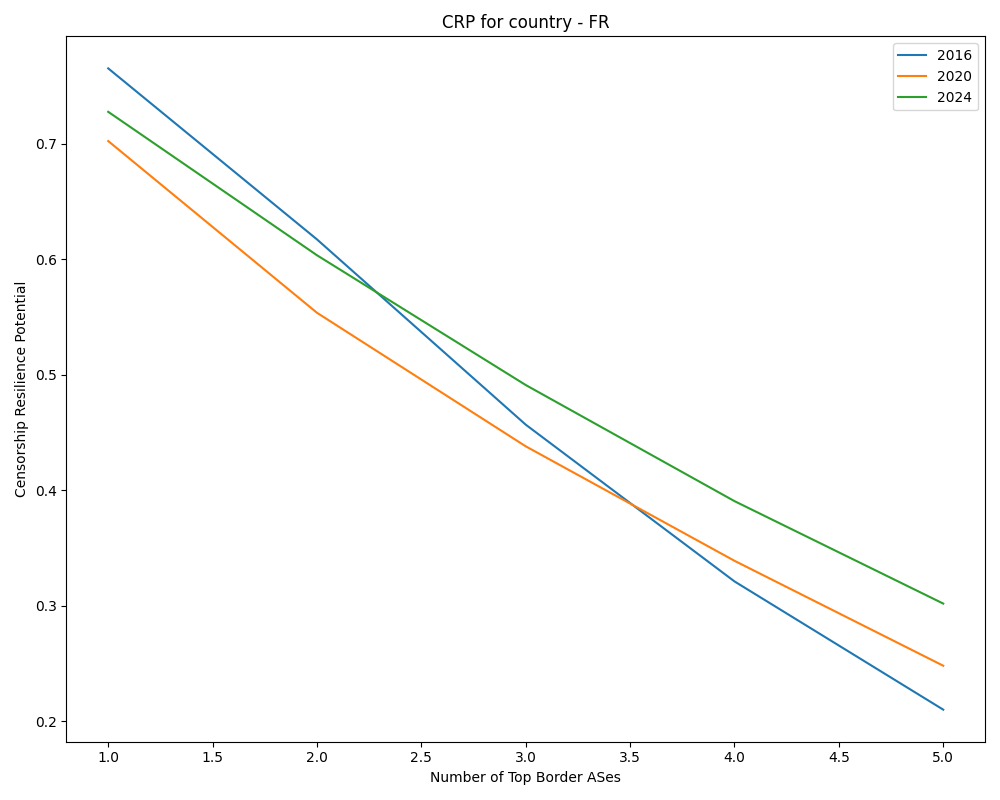 CRP for country - FR
2016
2020
2024
Censorship Resilience Potential
0.7
0.6
0.5
0.4
0.3
0.2
1.0 1.5 2.0 2.5 3.0 3.5 4.0 4.5 5.0
Number of Top Border ASes